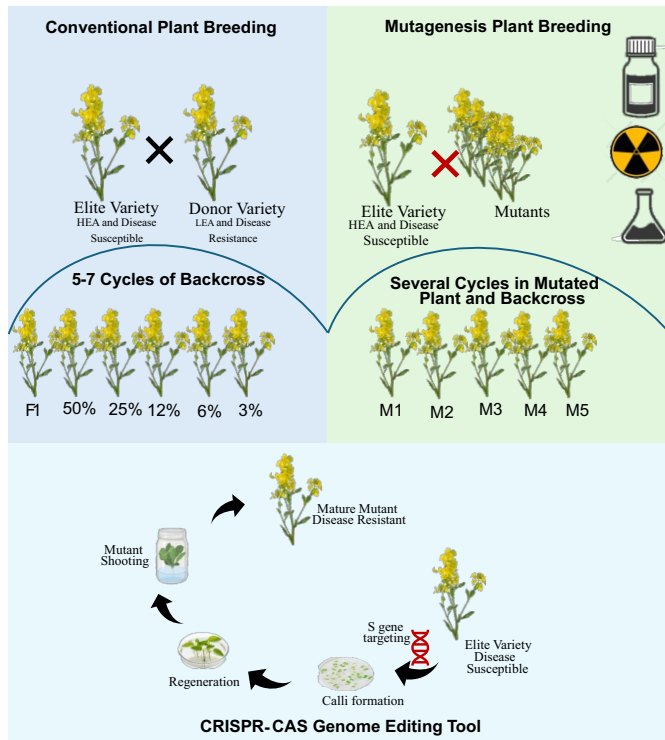 Conventional Plant Breeding
Elite Variety
HEA and Disease
Susceptible
Donor Variety
LEA and Disease
Resistance
5-7 Cycles of Backcross
F1 50% 25% 12% 6% 3%
Mutagenesis Plant Breeding
Elite Variety
HEA and Disease
Susceptible
Mutants
Several Cycles in Mutated
Plant and Backcross
M1 M2 M3 M4 M5
Mature Mutant
Disease Resistant
Mutant
Shooting
S gene
targeting
Elite Variety
Disease
Susceptible
Regeneration
Calli formation
CRISPR-CAS Genome Editing Tool